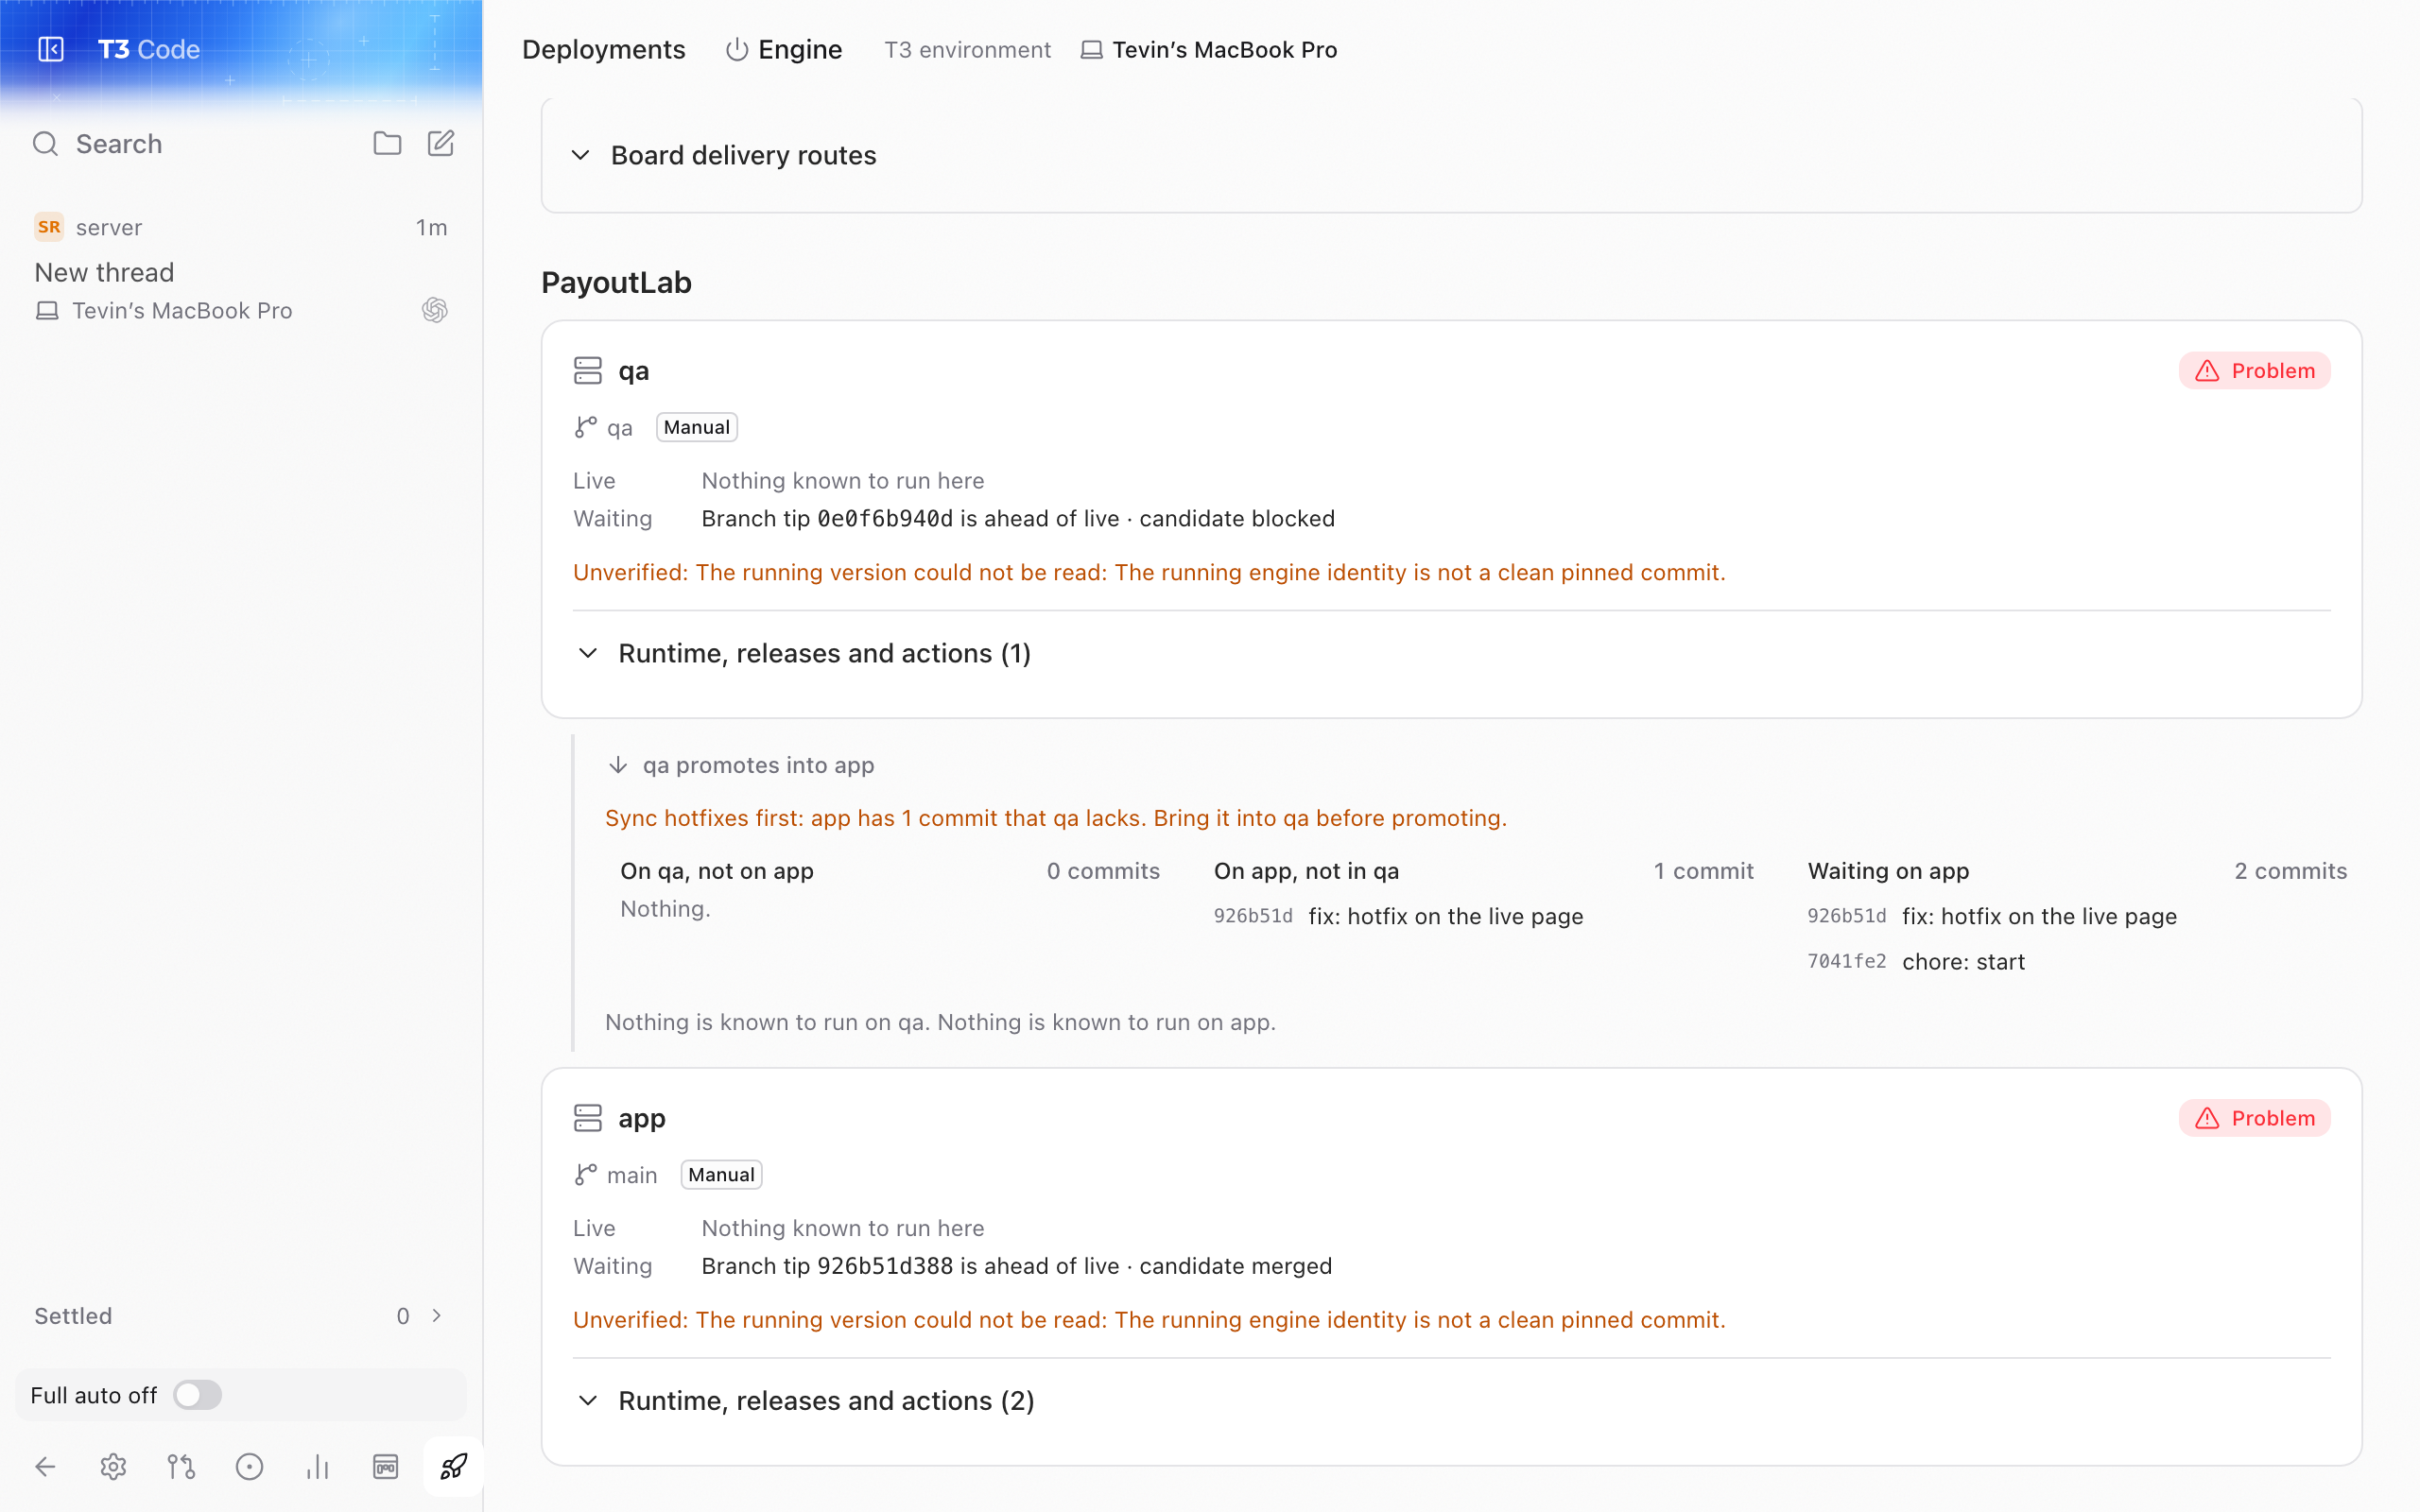 T3 Code
Deployments Engine T3 environment Tevin’s MacBook Pro
Search
SR server 1m
New thread
Tevin’s MacBook Pro
Settled 0
Full auto off
Board delivery routes
PayoutLab
qa Problem
qa Manual
Live Nothing known to run here
Waiting Branch tip 0e0f6b940d is ahead of live · candidate blocked
Unverified: The running version could not be read: The running engine identity is not a clean pinned commit.
Runtime, releases and actions (1)
qa promotes into app
Sync hotfixes first: app has 1 commit that qa lacks. Bring it into qa before promoting.
On qa, not on app 0 commits
Nothing.
On app, not in qa 1 commit
926b51d fix: hotfix on the live page
Waiting on app 2 commits
926b51d fix: hotfix on the live page
7041fe2 chore: start
Nothing is known to run on qa. Nothing is known to run on app.
app Problem
main Manual
Live Nothing known to run here
Waiting Branch tip 926b51d388 is ahead of live · candidate merged
Unverified: The running version could not be read: The running engine identity is not a clean pinned commit.
Runtime, releases and actions (2)